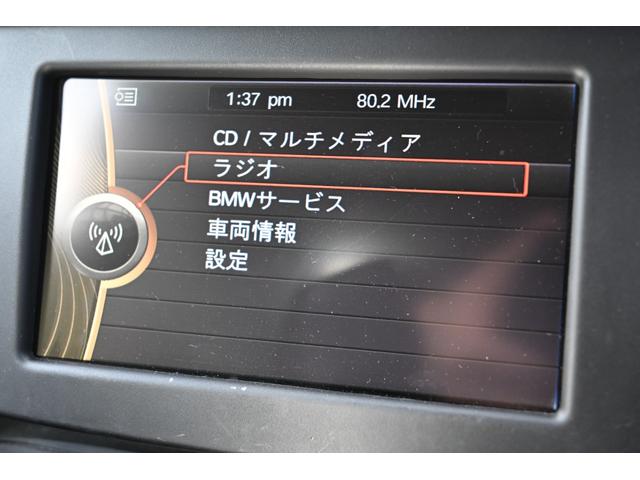 1:37 pm 80.2 MHz
CD / マルチメディア
ラジオ
BMWサービス
車両情報
設定